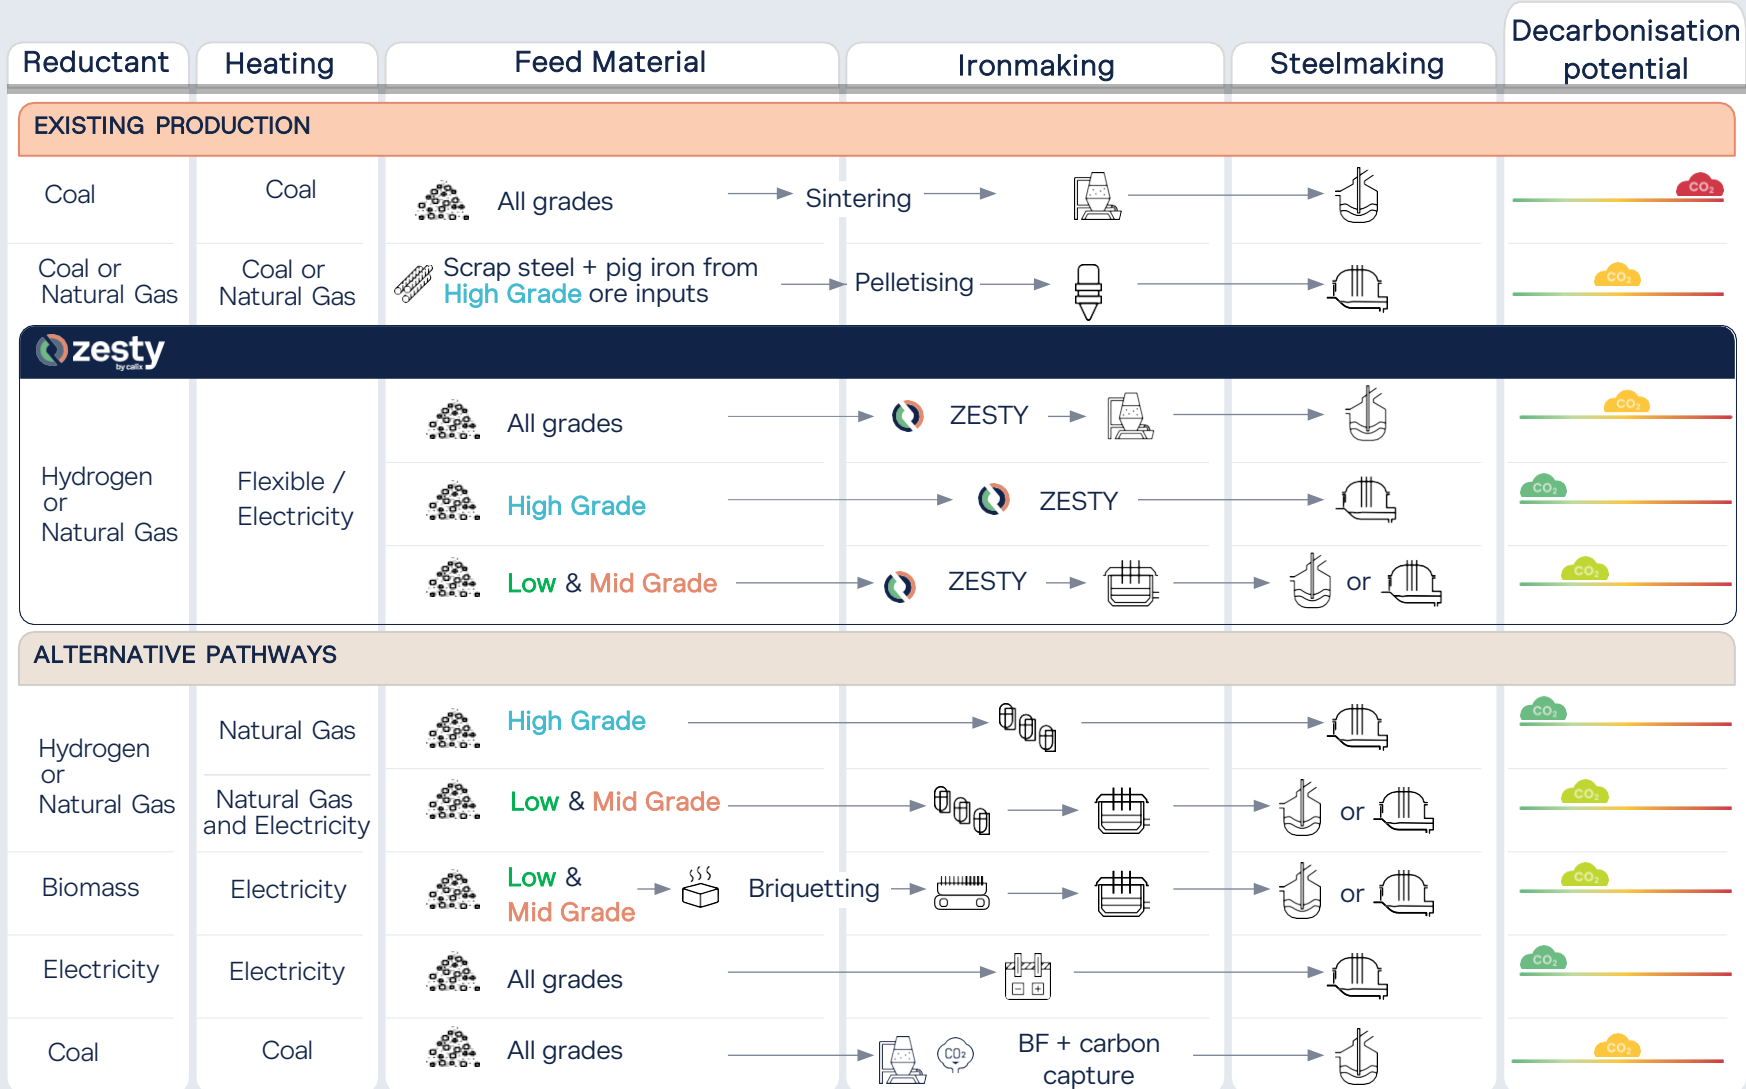 Reductant
Heating
Feed Material
Ironmaking
Steelmaking
Decarbonisation
potential
EXISTING PRODUCTION
Coal
Coal
All grades
Sintering
CO₂
Coal or
Natural Gas
Coal or
Natural Gas
Scrap steel + pig iron from
High Grade ore inputs
Pelletising
CO₂
zesty
by calix
Hydrogen
or
Natural Gas
Flexible /
Electricity
All grades
ZESTY
CO₂
High Grade
ZESTY
CO₂
Low & Mid Grade
ZESTY
or
CO₂
ALTERNATIVE PATHWAYS
Hydrogen
or
Natural Gas
Natural Gas
High Grade
CO₂
Natural Gas
and Electricity
Low & Mid Grade
or
CO₂
Biomass
Electricity
Low &
Mid Grade
Briquetting
or
CO₂
Electricity
Electricity
All grades
CO₂
Coal
Coal
All grades
CO₂
BF + carbon
capture
CO₂